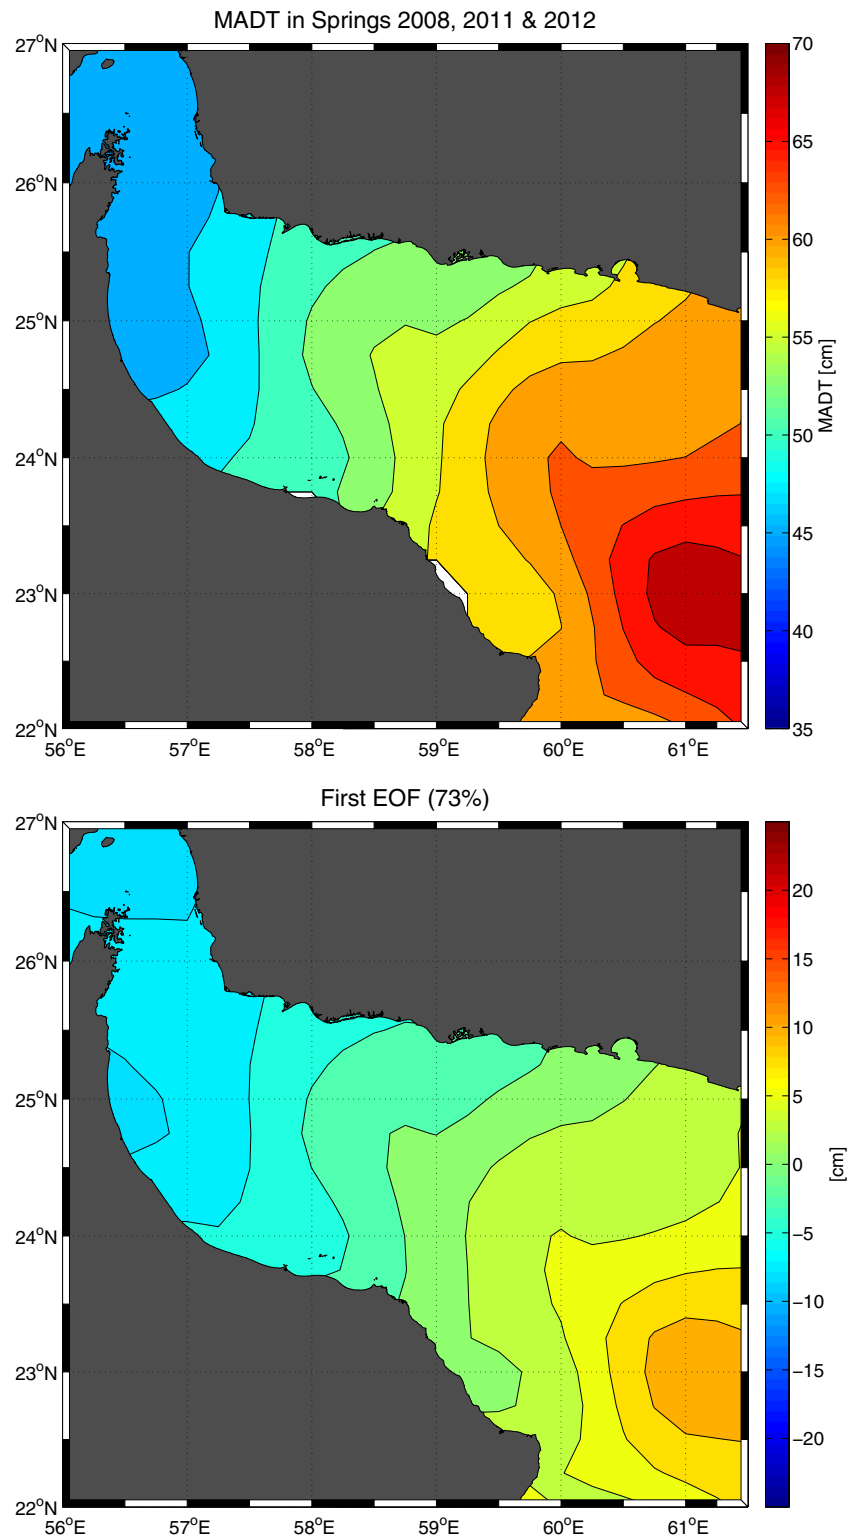 MADT in Springs 2008, 2011 & 2012
27°N
26°N
25°N
24°N
23°N
22°N
56°E 57°E 58°E 59°E 60°E 61°E
70
65
60
55
50
45
40
35
MADT [cm]
First EOF (73%)
27°N
26°N
25°N
24°N
23°N
22°N
56°E 57°E 58°E 59°E 60°E 61°E
20
15
10
5
0
−5
−10
−15
−20
[cm]